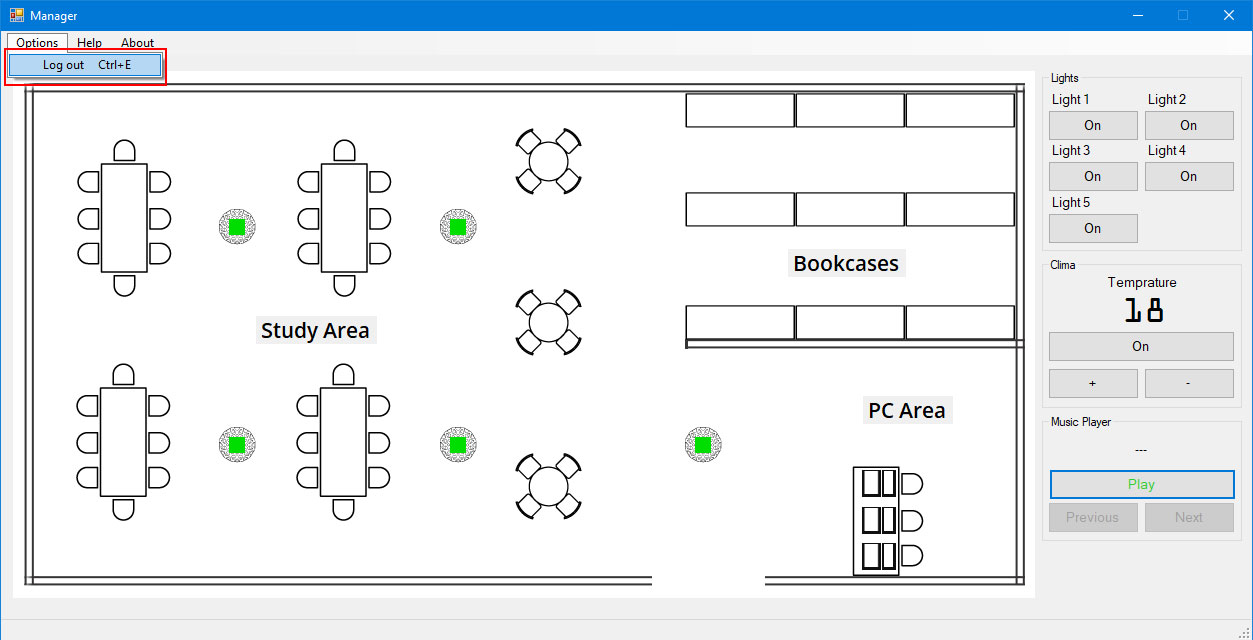 Manager
Options Help About
Log out Ctrl+E
Study Area
Bookcases
PC Area
Lights
Light 1 Light 2
On On
Light 3 Light 4
On On
Light 5
On
Clima
Temprature
18
On
+ -
Music Player
---
Play
Previous Next